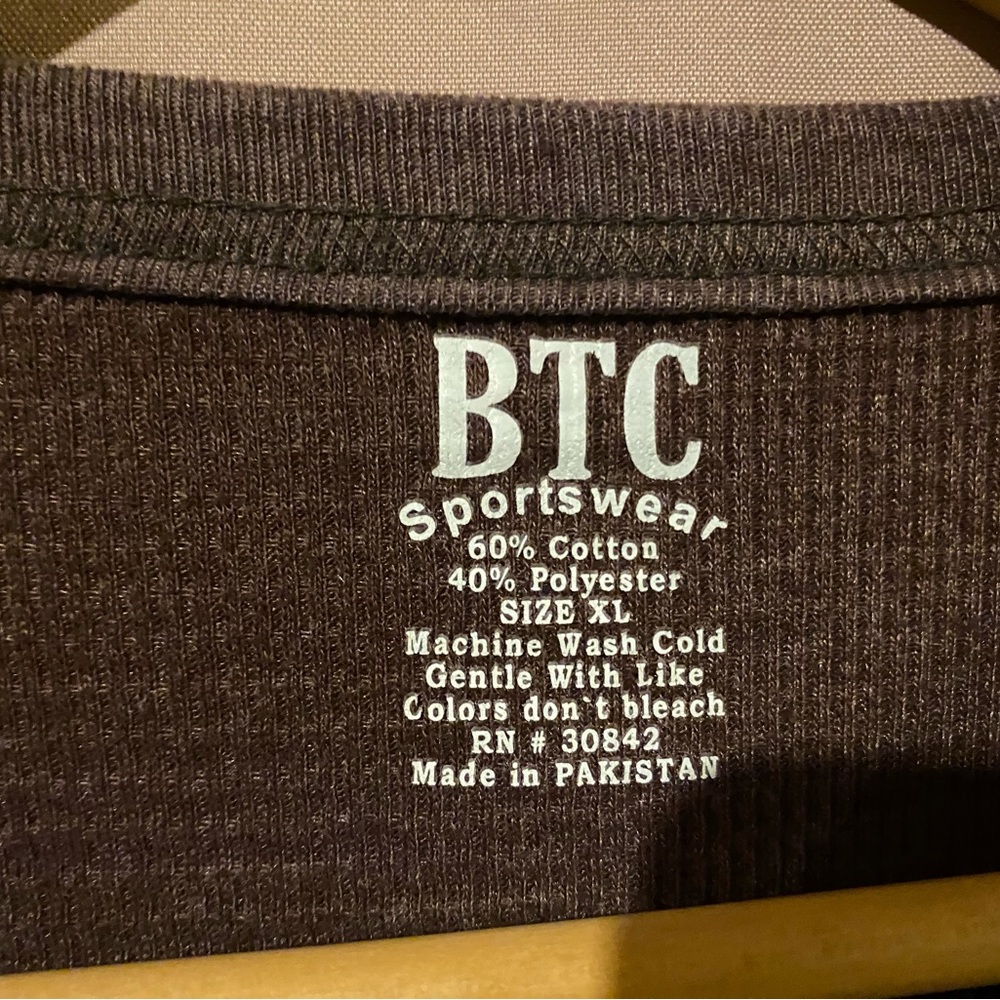 BTC
Sportswear
60% Cotton
40% Polyester
SIZE XL
Machine Wash Cold
Gentle With Like
Colors don`t bleach
RN # 30842
Made in PAKISTAN